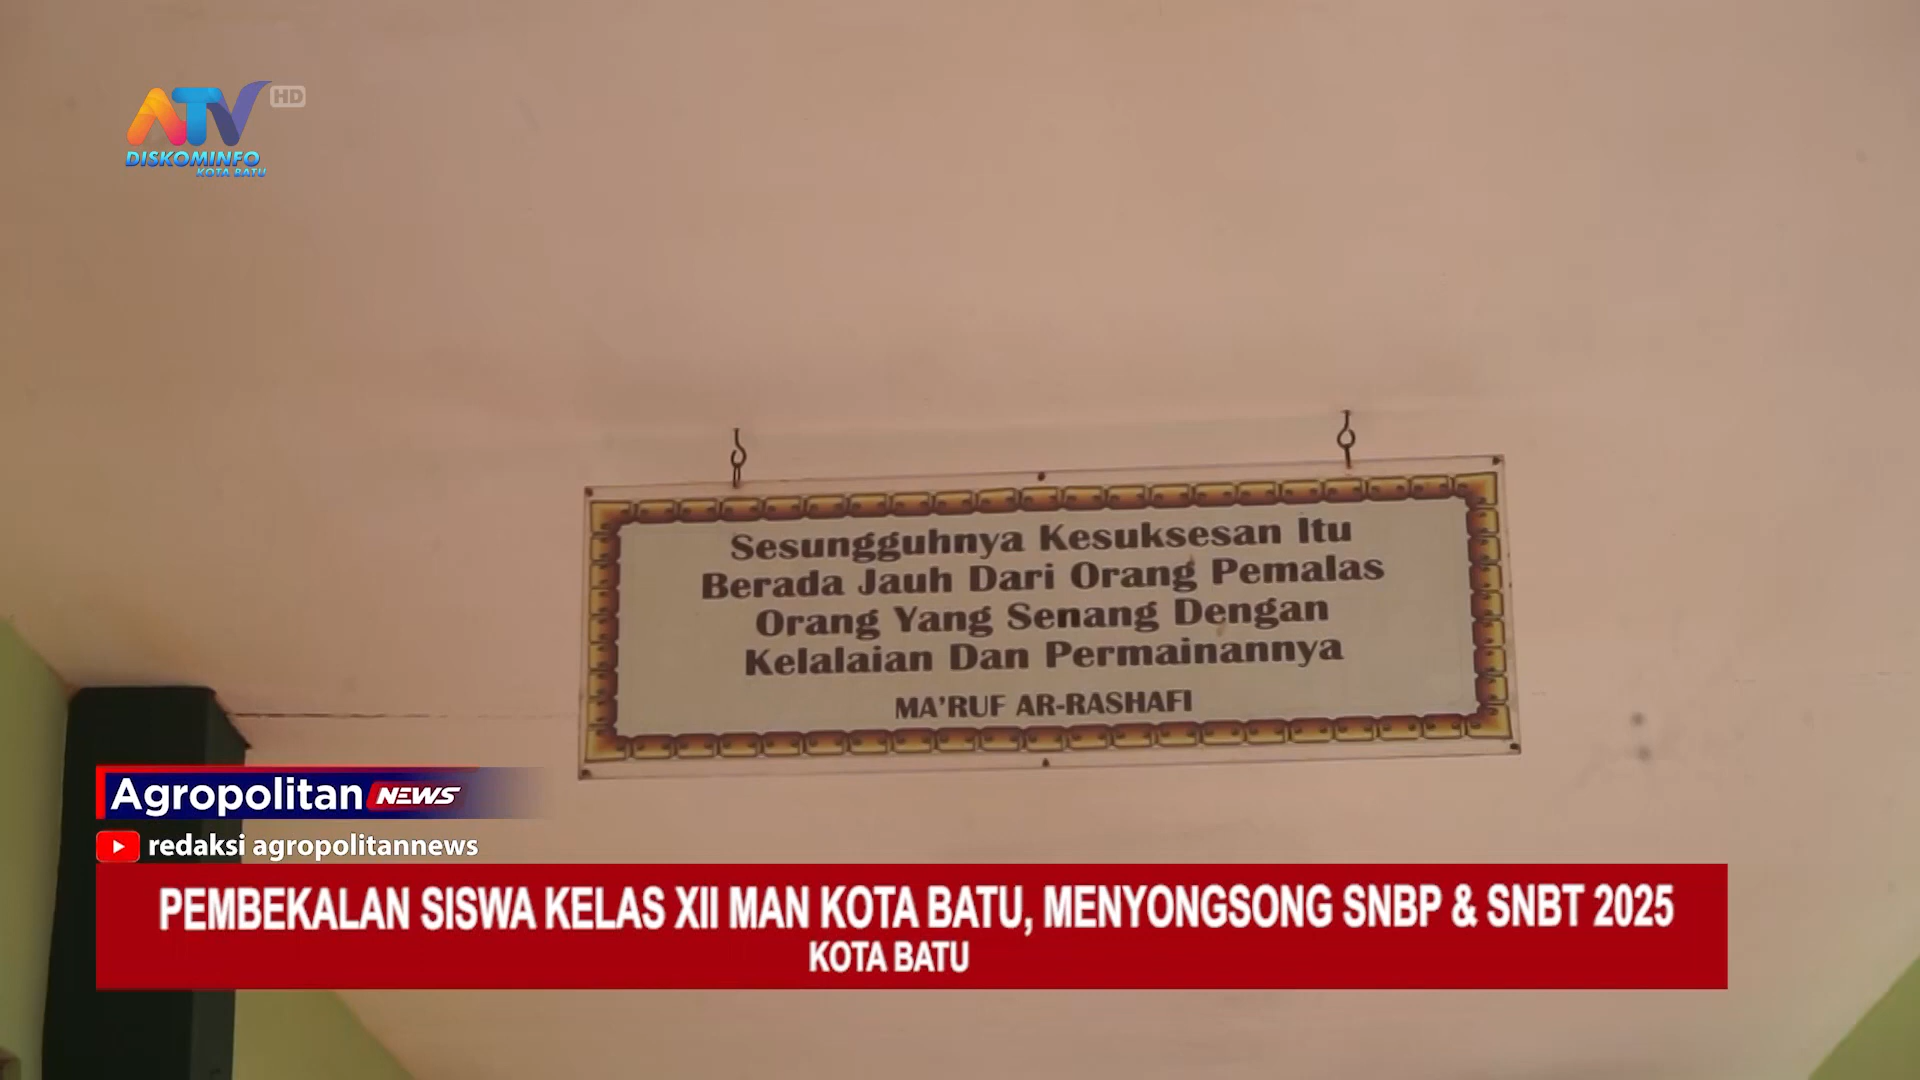 ATV HD
DISKOMINFO
KOTA BATU
Sesungguhnya Kesuksesan Itu
Berada Jauh Dari Orang Pemalas
Orang Yang Senang Dengan
Kelalaian Dan Permainannya
MA'RUF AR-RASHAFI
Agropolitan NEWS
redaksi agropolitannews
PEMBEKALAN SISWA KELAS XII MAN KOTA BATU, MENYONGSONG SNBP & SNBT 2025
KOTA BATU